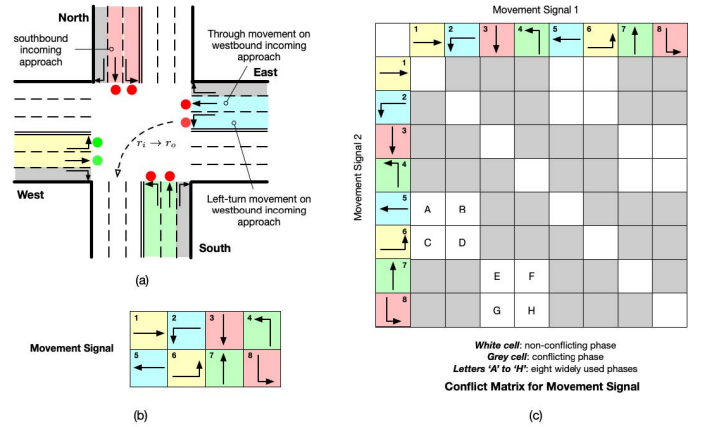 North
southbound
incoming
approach
Through movement on
westbound incoming
approach
East
r_i → r_o
West
Left-turn movement on
westbound incoming
approach
South
(a)
Movement Signal
1 2 3 4
5 6 7 8
(b)
Movement Signal 1
1 2 3 4 5 6 7 8
Movement Signal 2
1
2
3
4
5 A B
6 C D
7 E F
8 G H
White cell: non-conflicting phase
Grey cell: conflicting phase
Letters ‘A’ to ‘H’: eight widely used phases
Conflict Matrix for Movement Signal
(c)